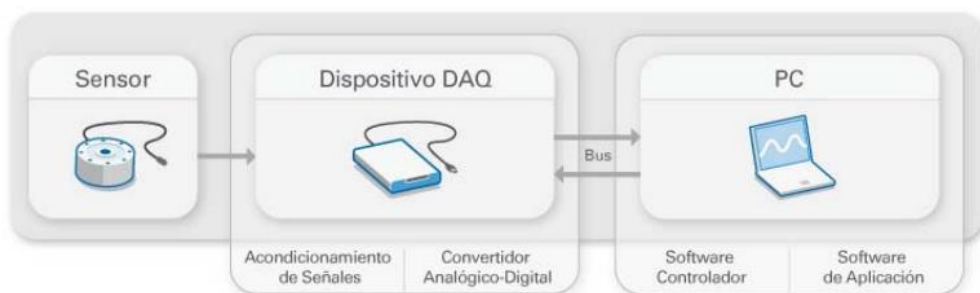 Sensor
Dispositivo DAQ
PC
Bus
Acondicionamiento
de Señales
Convertidor
Analógico-Digital
Software
Controlador
Software
de Aplicación